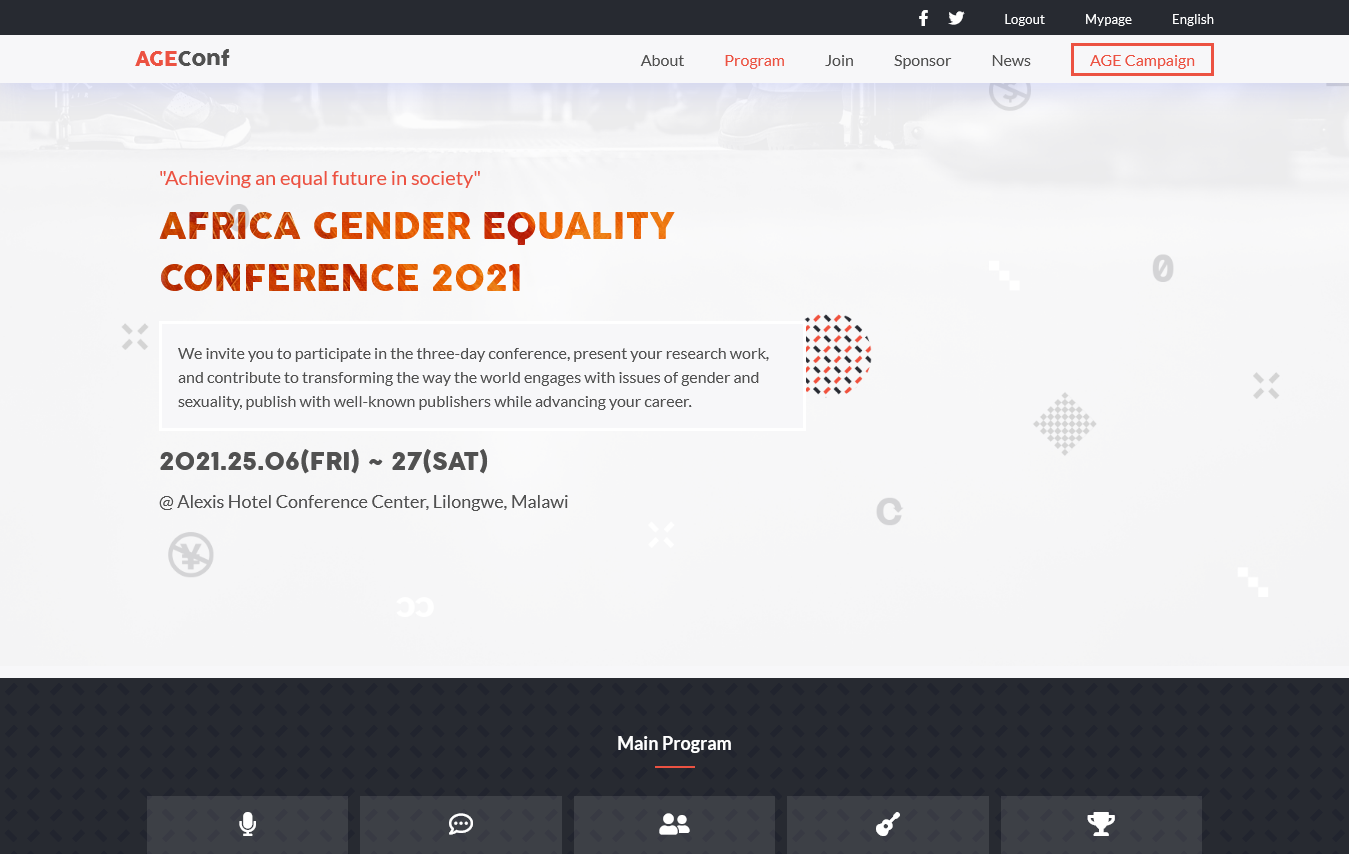 Logout Mypage English
AGEConf About Program Join Sponsor News AGE Campaign
"Achieving an equal future in society"
AFRICA GENDER EQUALITY
CONFERENCE 2021
We invite you to participate in the three-day conference, present your research work,
and contribute to transforming the way the world engages with issues of gender and
sexuality, publish with well-known publishers while advancing your career.
2021.25.06(FRI) ~ 27(SAT)
@ Alexis Hotel Conference Center, Lilongwe, Malawi
Main Program